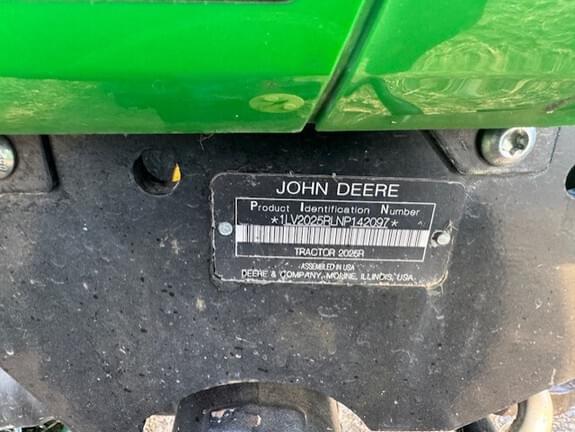 JOHN DEERE
Product Identification Number
*1LV2025RLNP142097*
TRACTOR 2025R
ASSEMBLED IN USA
DEERE & COMPANY, MOLINE, ILLINOIS, USA.